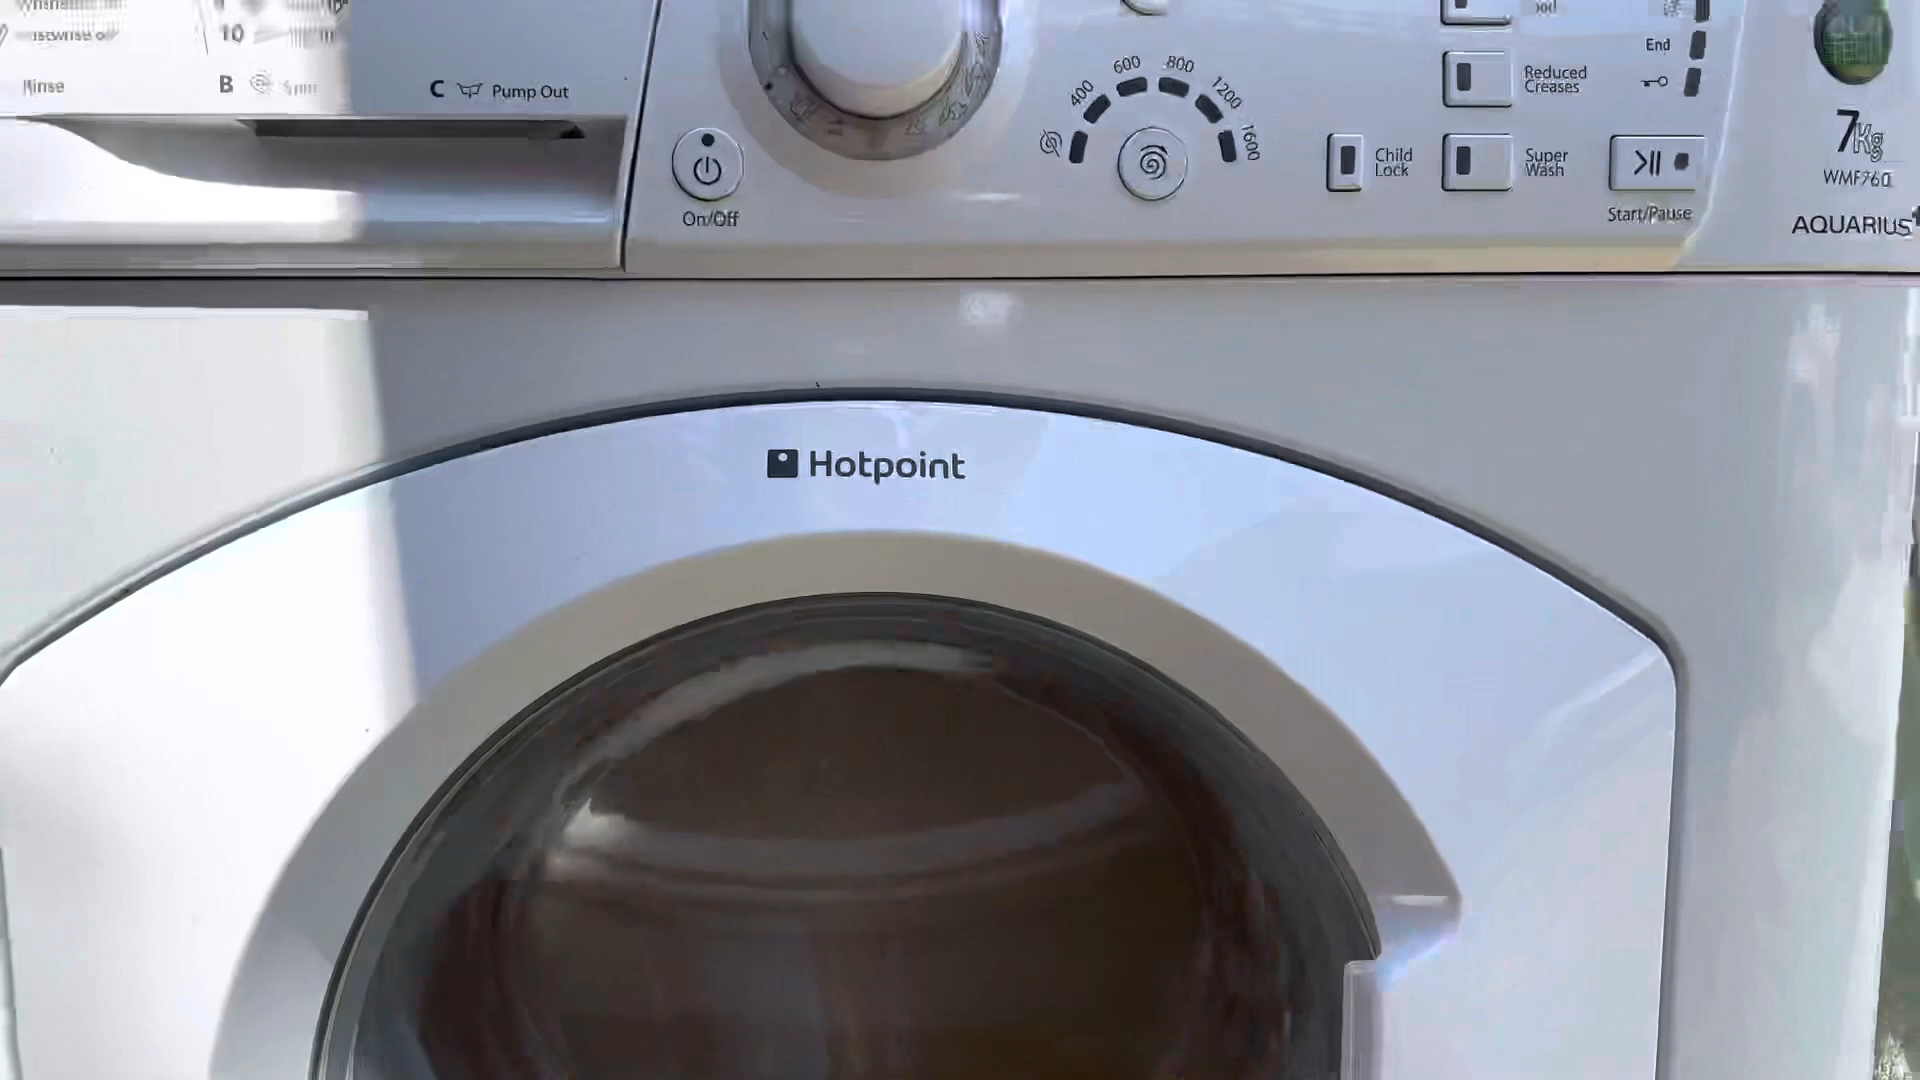 10
Rinse
B
C Pump Out
On/Off
400
600
800
1200
1600
Reduced
Creases
Child
Lock
Super
Wash
End
Start/Pause
7Kg
AQUARIUS+
Hotpoint